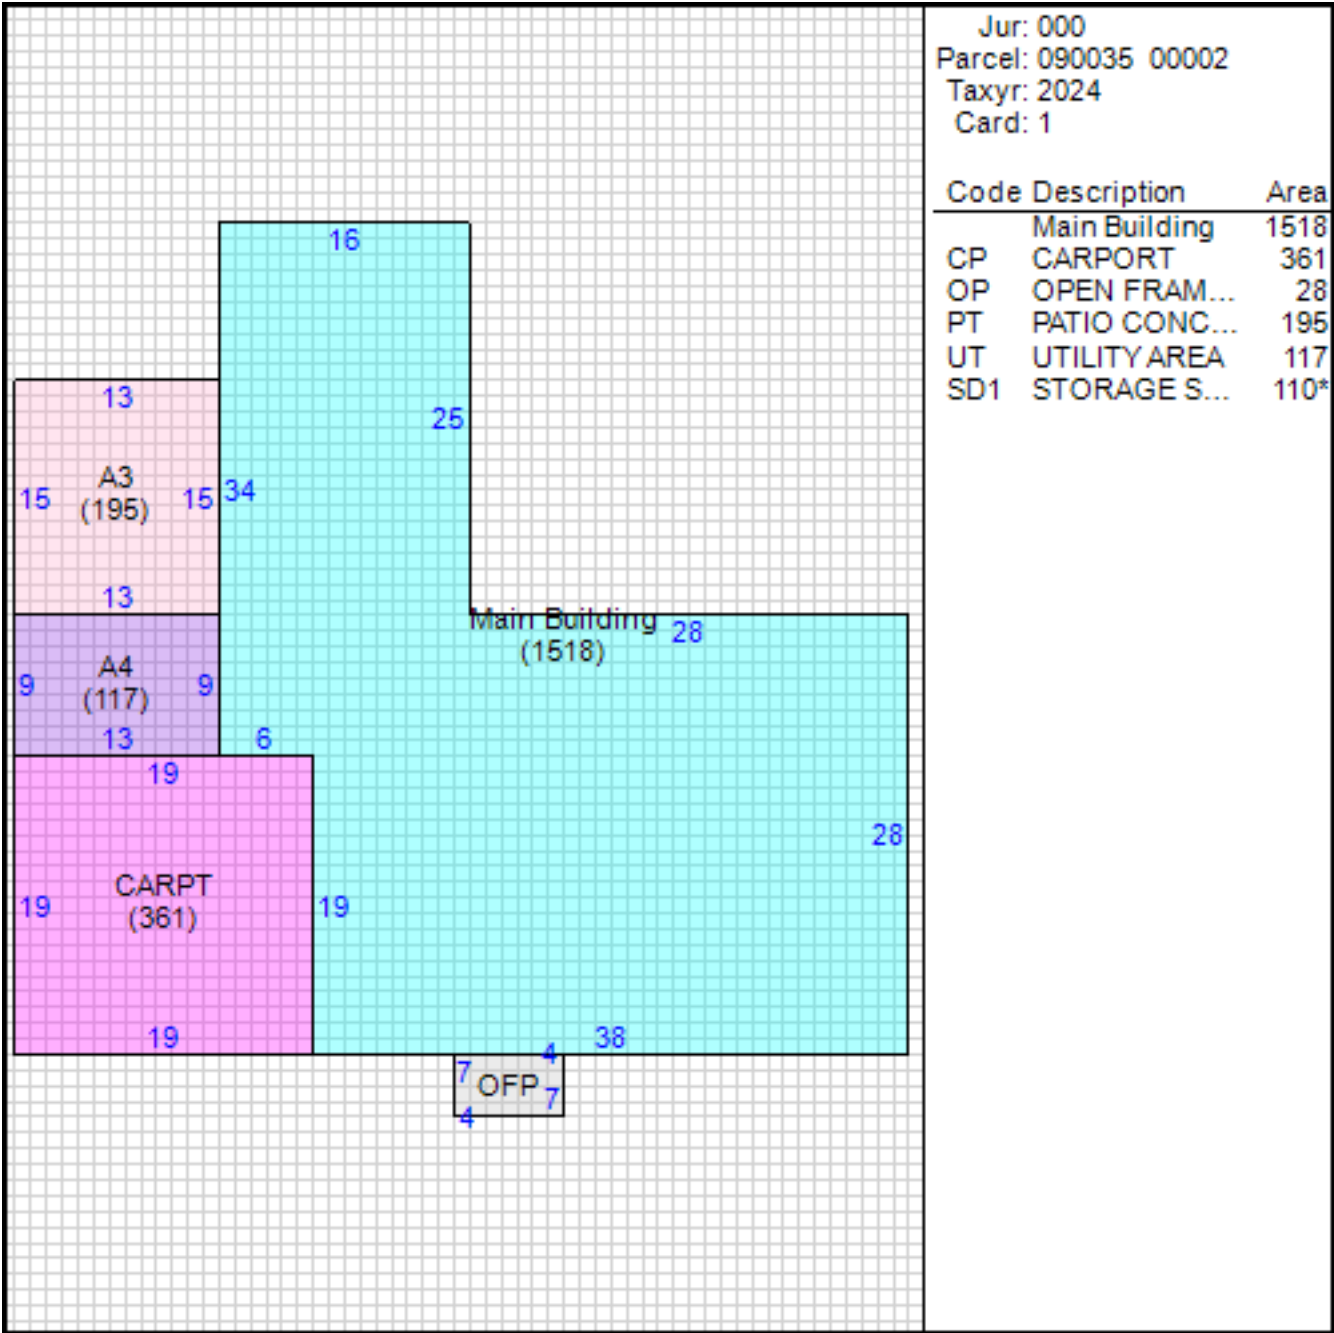 Jur: 000
Parcel: 090035 00002
Taxyr: 2024
Card: 1
Code Description Area
Main Building 1518
CP CARPORT 361
OP OPEN FRAM... 28
PT PATIO CONC... 195
UT UTILITY AREA 117
SD1 STORAGE S... 110*
16
13
25
A3
15 15 34
(195)
13
Main Building
28
(1518)
A4
9 9
(117)
13 6
19
28
CARPT
19 19
(361)
19 38
4
7
OFP 7
4